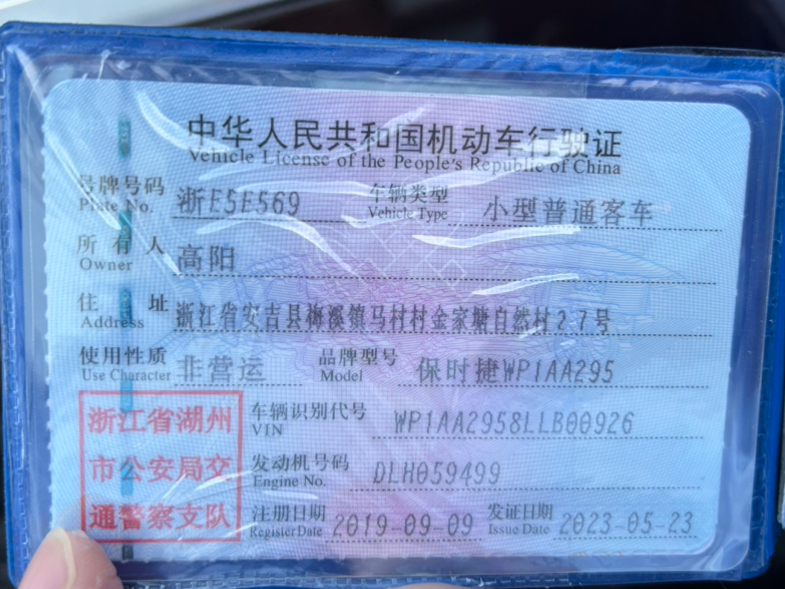 中华人民共和国机动车行驶证
Vehicle License of the People's Republic of China
号牌号码 浙E5E569 车辆类型 小型普通客车
Plate No. Vehicle Type
所有人 高阳
Owner
住址 浙江省安吉县梅溪镇马村村金家塘自然村27号
Address
使用性质 非营运 品牌型号 保时捷WP1AA295
Use Character Model
浙江省湖州
市公安局交
通警察支队
车辆识别代号 WP1AA2958LLB00926
VIN
发动机号码 DLH059499
Engine No.
注册日期 2019-09-09 发证日期 2023-05-23
Register Date Issue Date